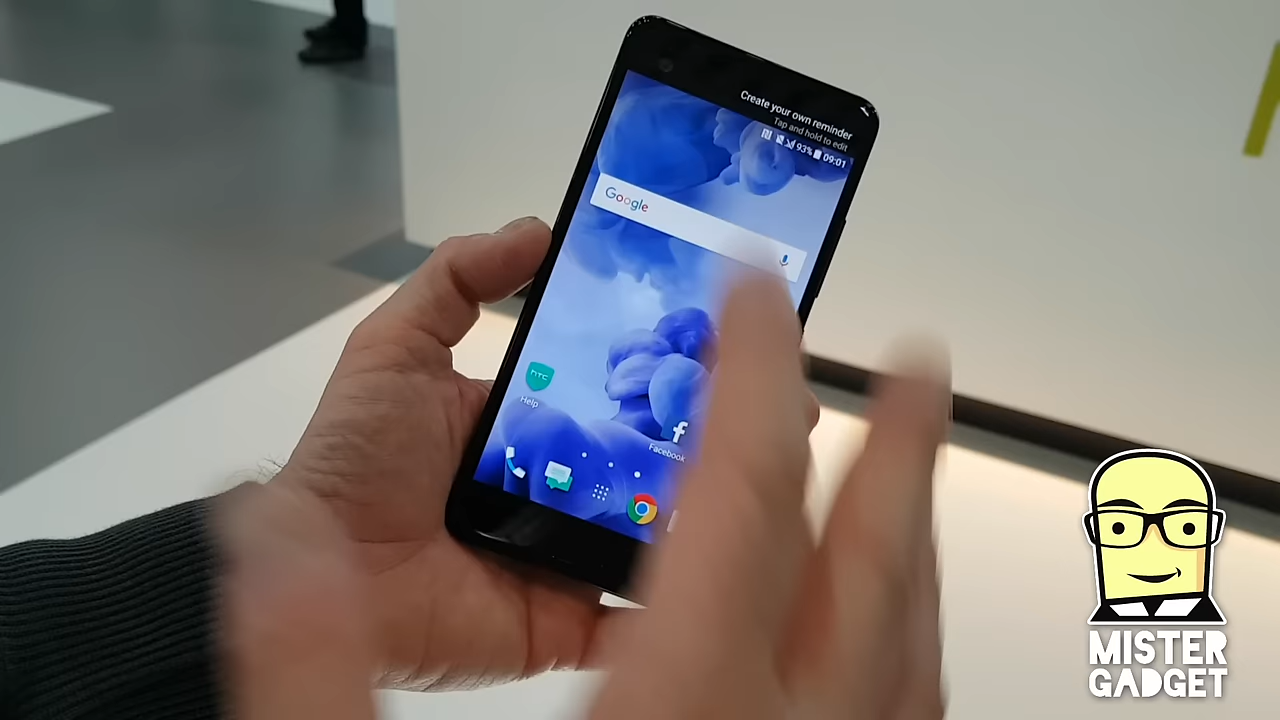 Create your own reminder
Tap and hold to edit
93% 09:01
Google
hTC
Help
Facebook
MISTER
GADGET